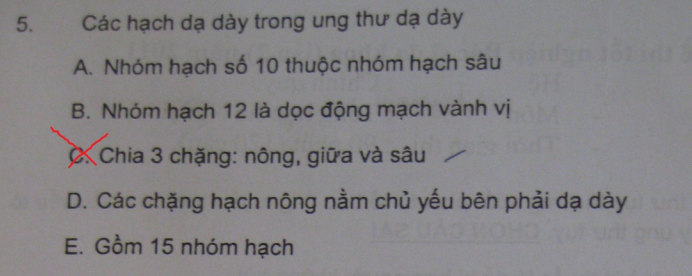 5. Các hạch dạ dày trong ung thư dạ dày
A. Nhóm hạch số 10 thuộc nhóm hạch sâu
B. Nhóm hạch 12 là dọc động mạch vành vị
C. Chia 3 chặng: nông, giữa và sâu
D. Các chặng hạch nông nằm chủ yếu bên phải dạ dày
E. Gồm 15 nhóm hạch